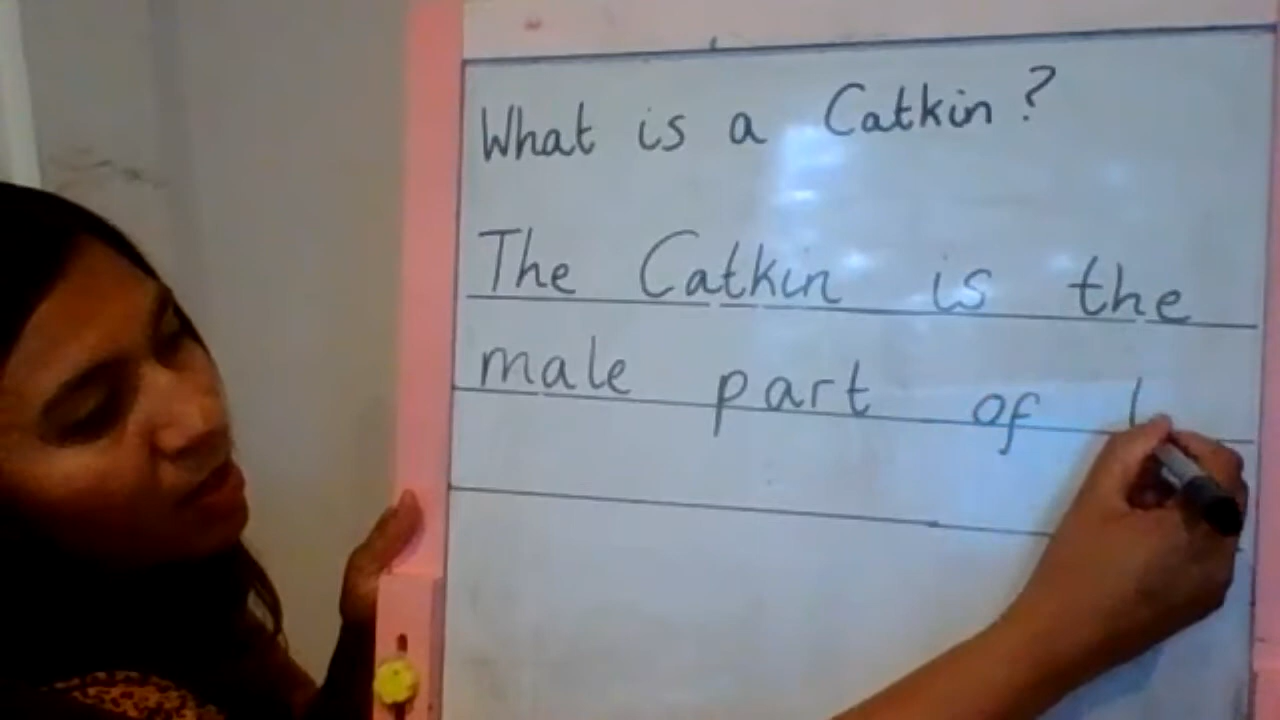 What is a Catkin?
The Catkin is the
male part of